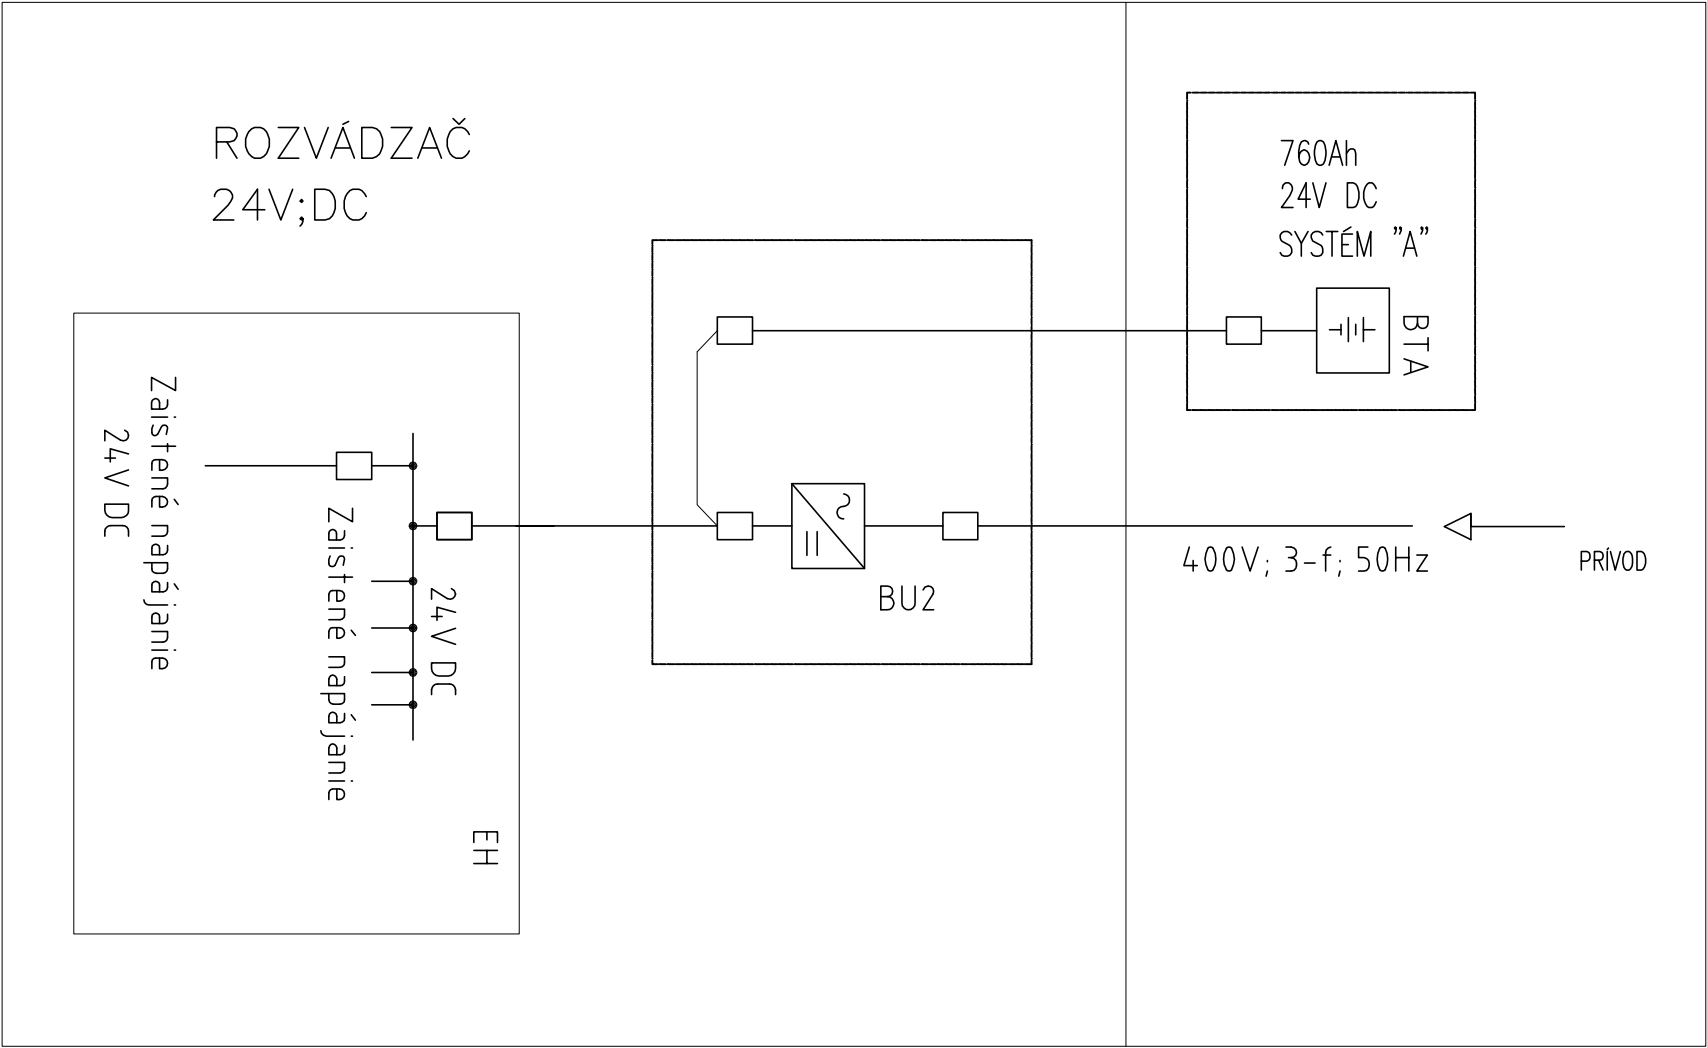 ROZVÁDZAČ
24V;DC
760Ah
24V DC
SYSTÉM "A"
BTA
Zaistené napájanie
24V DC
Zaistené napájanie
24V DC
EH
BU2
400V; 3-f; 50Hz
PRÍVOD